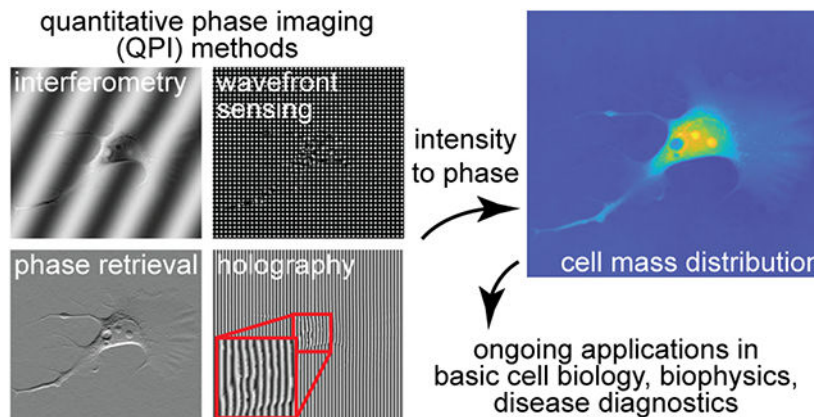 quantitative phase imaging
(QPI) methods
interferometry
wavefront
sensing
phase retrieval
holography
intensity
to phase
cell mass distribution
ongoing applications in
basic cell biology, biophysics,
disease diagnostics